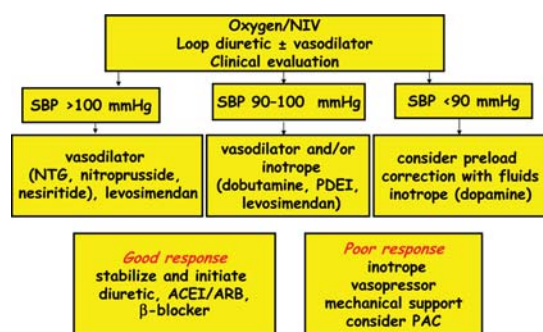 Oxygen/NIV
Loop diuretic ± vasodilator
Clinical evaluation
SBP >100 mmHg
SBP 90–100 mmHg
SBP <90 mmHg
vasodilator
(NTG, nitroprusside,
nesiritide), levosimendan
vasodilator and/or
inotrope
(dobutamine, PDEI,
levosimendan)
consider preload
correction with fluids
inotrope (dopamine)
Good response
stabilize and initiate
diuretic, ACEI/ARB,
β-blocker
Poor response
inotrope
vasopressor
mechanical support
consider PAC